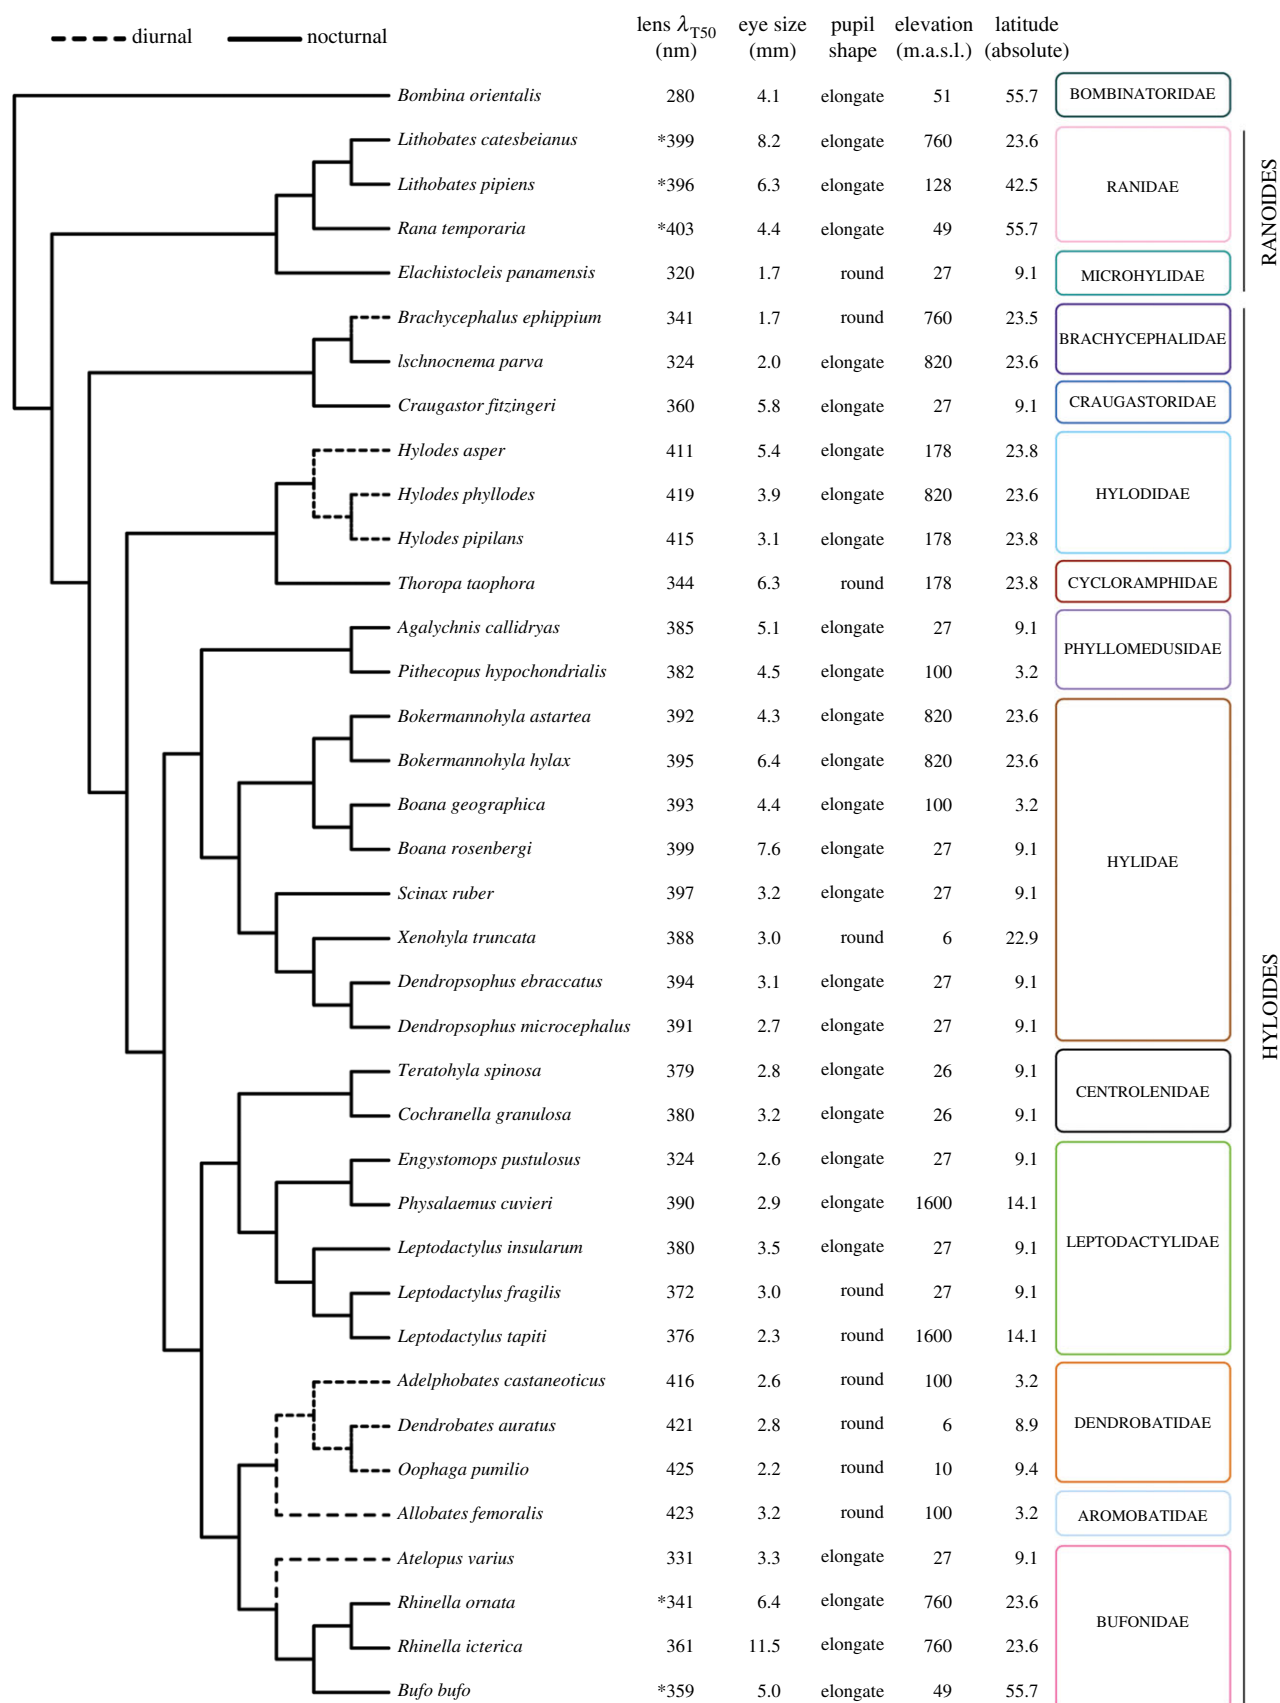 diurnal nocturnal
lens λT50 (nm) eye size (mm) pupil shape elevation (m.a.s.l.) latitude (absolute)
Bombina orientalis 280 4.1 elongate 51 55.7 BOMBINATORIDAE
Lithobates catesbeianus *399 8.2 elongate 760 23.6
Lithobates pipiens *396 6.3 elongate 128 42.5 RANIDAE
Rana temporaria *403 4.4 elongate 49 55.7
Elachistocleis panamensis 320 1.7 round 27 9.1 MICROHYLIDAE
RANOIDES
Brachycephalus ephippium 341 1.7 round 760 23.5
BRACHYCEPHALIDAE
lschnocnema parva 324 2.0 elongate 820 23.6
Craugastor fitzingeri 360 5.8 elongate 27 9.1 CRAUGASTORIDAE
Hylodes asper 411 5.4 elongate 178 23.8
Hylodes phyllodes 419 3.9 elongate 820 23.6 HYLODIDAE
Hylodes pipilans 415 3.1 elongate 178 23.8
Thoropa taophora 344 6.3 round 178 23.8 CYCLORAMPHIDAE
Agalychnis callidryas 385 5.1 elongate 27 9.1
PHYLLOMEDUSIDAE
Pithecopus hypochondrialis 382 4.5 elongate 100 3.2
Bokermannohyla astartea 392 4.3 elongate 820 23.6
Bokermannohyla hylax 395 6.4 elongate 820 23.6
Boana geographica 393 4.4 elongate 100 3.2
Boana rosenbergi 399 7.6 elongate 27 9.1
HYLIDAE
Scinax ruber 397 3.2 elongate 27 9.1
Xenohyla truncata 388 3.0 round 6 22.9
Dendropsophus ebraccatus 394 3.1 elongate 27 9.1
Dendropsophus microcephalus 391 2.7 elongate 27 9.1
HYLOIDES
Teratohyla spinosa 379 2.8 elongate 26 9.1
CENTROLENIDAE
Cochranella granulosa 380 3.2 elongate 26 9.1
Engystomops pustulosus 324 2.6 elongate 27 9.1
Physalaemus cuvieri 390 2.9 elongate 1600 14.1
Leptodactylus insularum 380 3.5 elongate 27 9.1 LEPTODACTYLIDAE
Leptodactylus fragilis 372 3.0 round 27 9.1
Leptodactylus tapiti 376 2.3 round 1600 14.1
Adelphobates castaneoticus 416 2.6 round 100 3.2
Dendrobates auratus 421 2.8 round 6 8.9 DENDROBATIDAE
Oophaga pumilio 425 2.2 round 10 9.4
Allobates femoralis 423 3.2 round 100 3.2 AROMOBATIDAE
Atelopus varius 331 3.3 elongate 27 9.1
Rhinella ornata *341 6.4 elongate 760 23.6
BUFONIDAE
Rhinella icterica 361 11.5 elongate 760 23.6
Bufo bufo *359 5.0 elongate 49 55.7